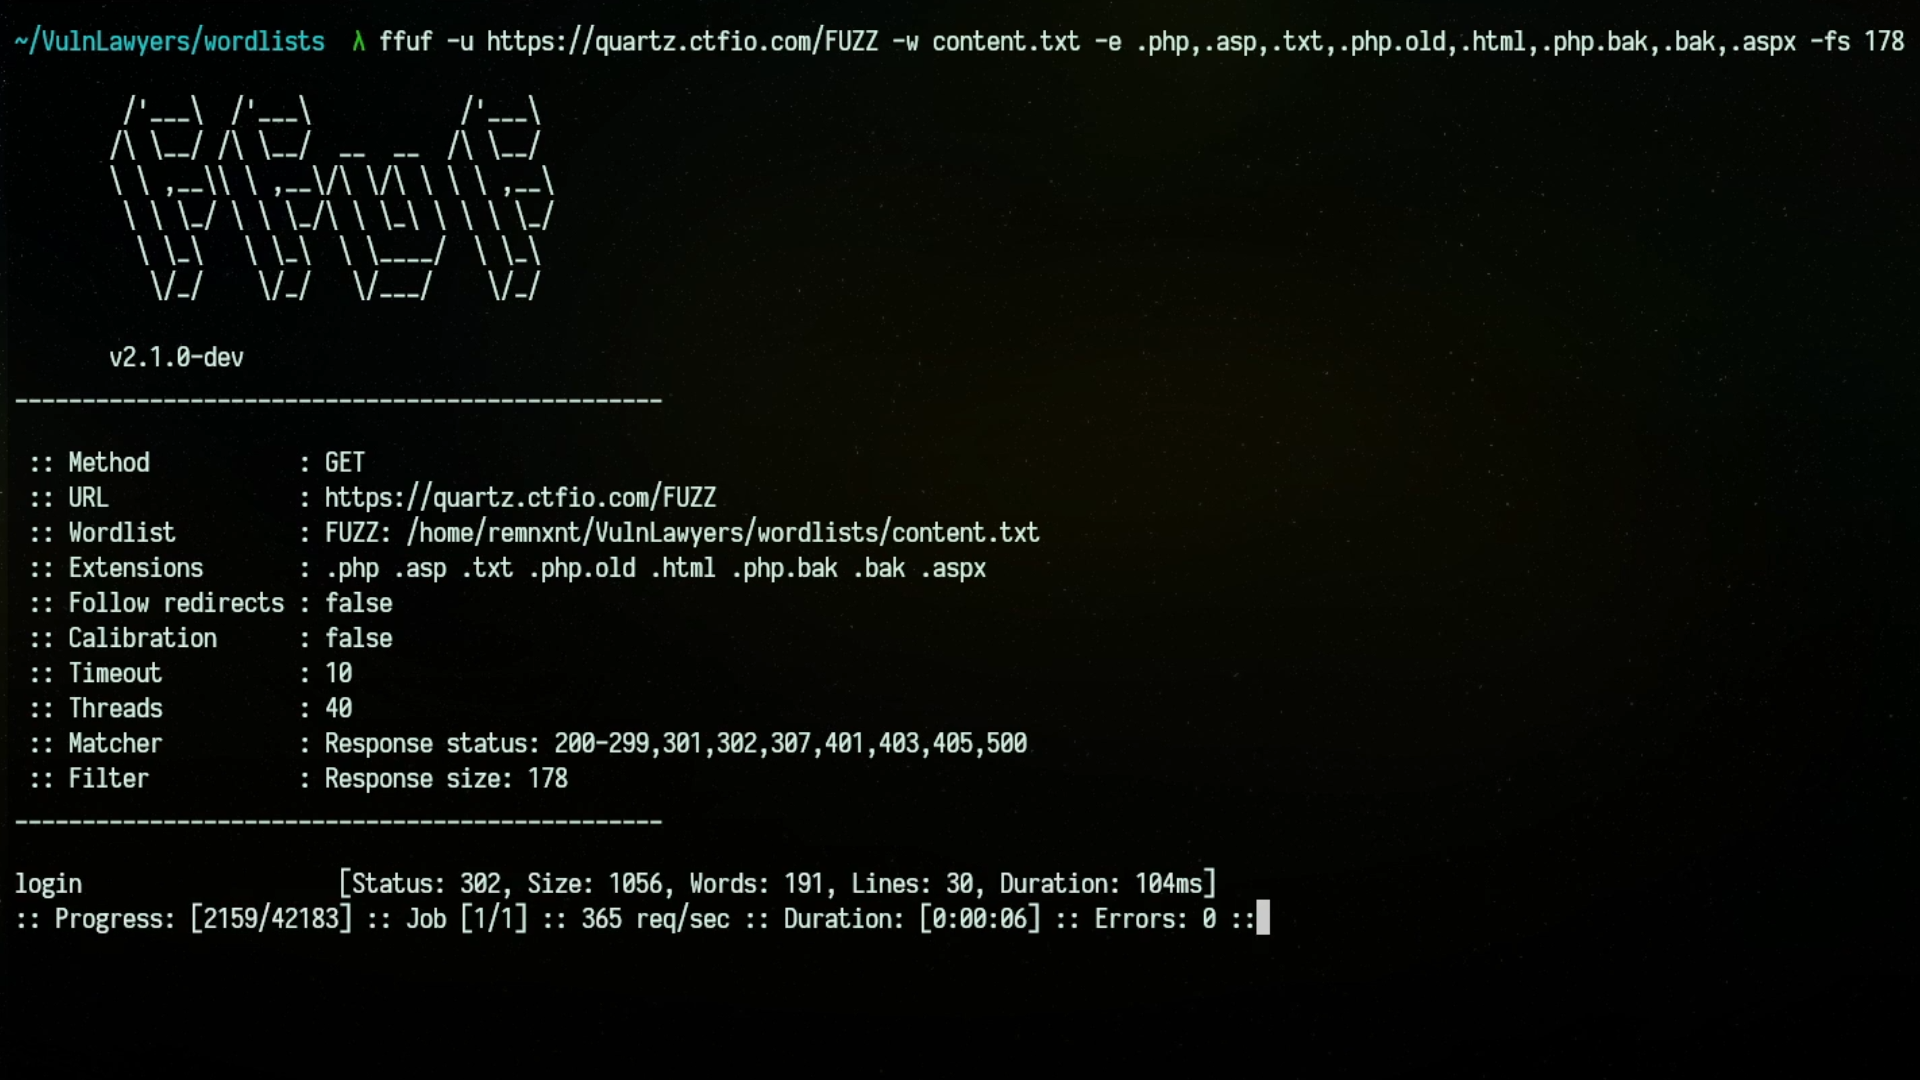 ~/VulnLawyers/wordlists λ ffuf -u https://quartz.ctfio.com/FUZZ -w content.txt -e .php,.asp,.txt,.php.old,.html,.php.bak,.bak,.aspx -fs 178
        /'___\  /'___\           /'___\
       /\ \__/ /\ \__/  __  __  /\ \__/
       \ \ ,__\\ \ ,__\/\ \/\ \ \ \ ,__\
        \ \ \_/ \ \ \_/\ \ \_\ \ \ \ \_/
         \ \_\   \ \_\  \ \____/  \ \_\
          \/_/    \/_/   \/___/    \/_/
v2.1.0-dev
________________________________________________
:: Method : GET
:: URL : https://quartz.ctfio.com/FUZZ
:: Wordlist : FUZZ: /home/remnxnt/VulnLawyers/wordlists/content.txt
:: Extensions : .php .asp .txt .php.old .html .php.bak .bak .aspx
:: Follow redirects : false
:: Calibration : false
:: Timeout : 10
:: Threads : 40
:: Matcher : Response status: 200-299,301,302,307,401,403,405,500
:: Filter : Response size: 178
________________________________________________
login [Status: 302, Size: 1056, Words: 191, Lines: 30, Duration: 104ms]
:: Progress: [2159/42183] :: Job [1/1] :: 365 req/sec :: Duration: [0:00:06] :: Errors: 0 ::